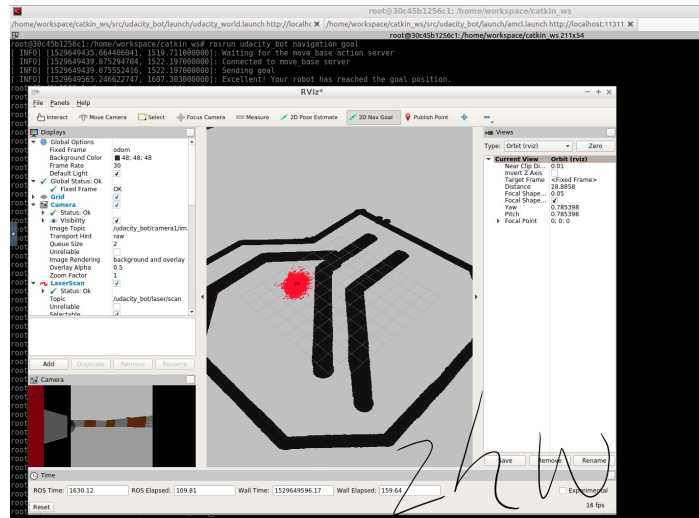 root@30c45b1256c1: /home/workspace/catkin_ws
/home/workspace/catkin_ws/src/udacity_bot/launch/udacity_world.launch http://localhc × /home/workspace/catkin_ws/src/udacity_bot/launch/amcl.launch http://localhost:11311 ×
root@30c45b1256c1: /home/workspace/catkin_ws 211x54
root@30c45b1256c1:/home/workspace/catkin_ws# rosrun udacity_bot navigation_goal
[ INFO] [1529649435.664406041, 1519.711000000]: Waiting for the move_base action server
[ INFO] [1529649439.075294704, 1522.197000000]: Connected to move_base server
[ INFO] [1529649439.075552416, 1522.197000000]: Sending goal
[ INFO] [1529649565.246622747, 1607.303000000]: Excellent! Your robot has reached the goal position.
RViz*
File Panels Help
Interact Move Camera Select Focus Camera Measure 2D Pose Estimate 2D Nav Goal Publish Point
Displays
Global Options
Fixed Frame odom
Background Color 48; 48; 48
Frame Rate 30
Default Light
Global Status: Ok
Fixed Frame OK
Grid
Camera
Status: Ok
Visibility
Image Topic /udacity_bot/camera1/im.
Transport Hint raw
Queue Size 2
Unreliable
Image Rendering background and overlay
Overlay Alpha 0.5
Zoom Factor 1
LaserScan
Status: Ok
Topic /udacity_bot/laser/scan
Unreliable
Selectable
Add Duplicate Remove Rename
Camera
Views
Type: Orbit (rviz) Zero
Current View Orbit (rviz)
Near Clip Di... 0.01
Invert Z Axis
Target Frame <Fixed Frame>
Distance 28.8858
Focal Shape... 0.05
Focal Shape...
Yaw 0.785398
Pitch 0.785398
Focal Point 0; 0; 0
Save Remove Rename
zhw
Time
ROS Time: 1630.12 ROS Elapsed: 109.81 Wall Time: 1529649596.17 Wall Elapsed: 159.64 Experimental
Reset 16 fps